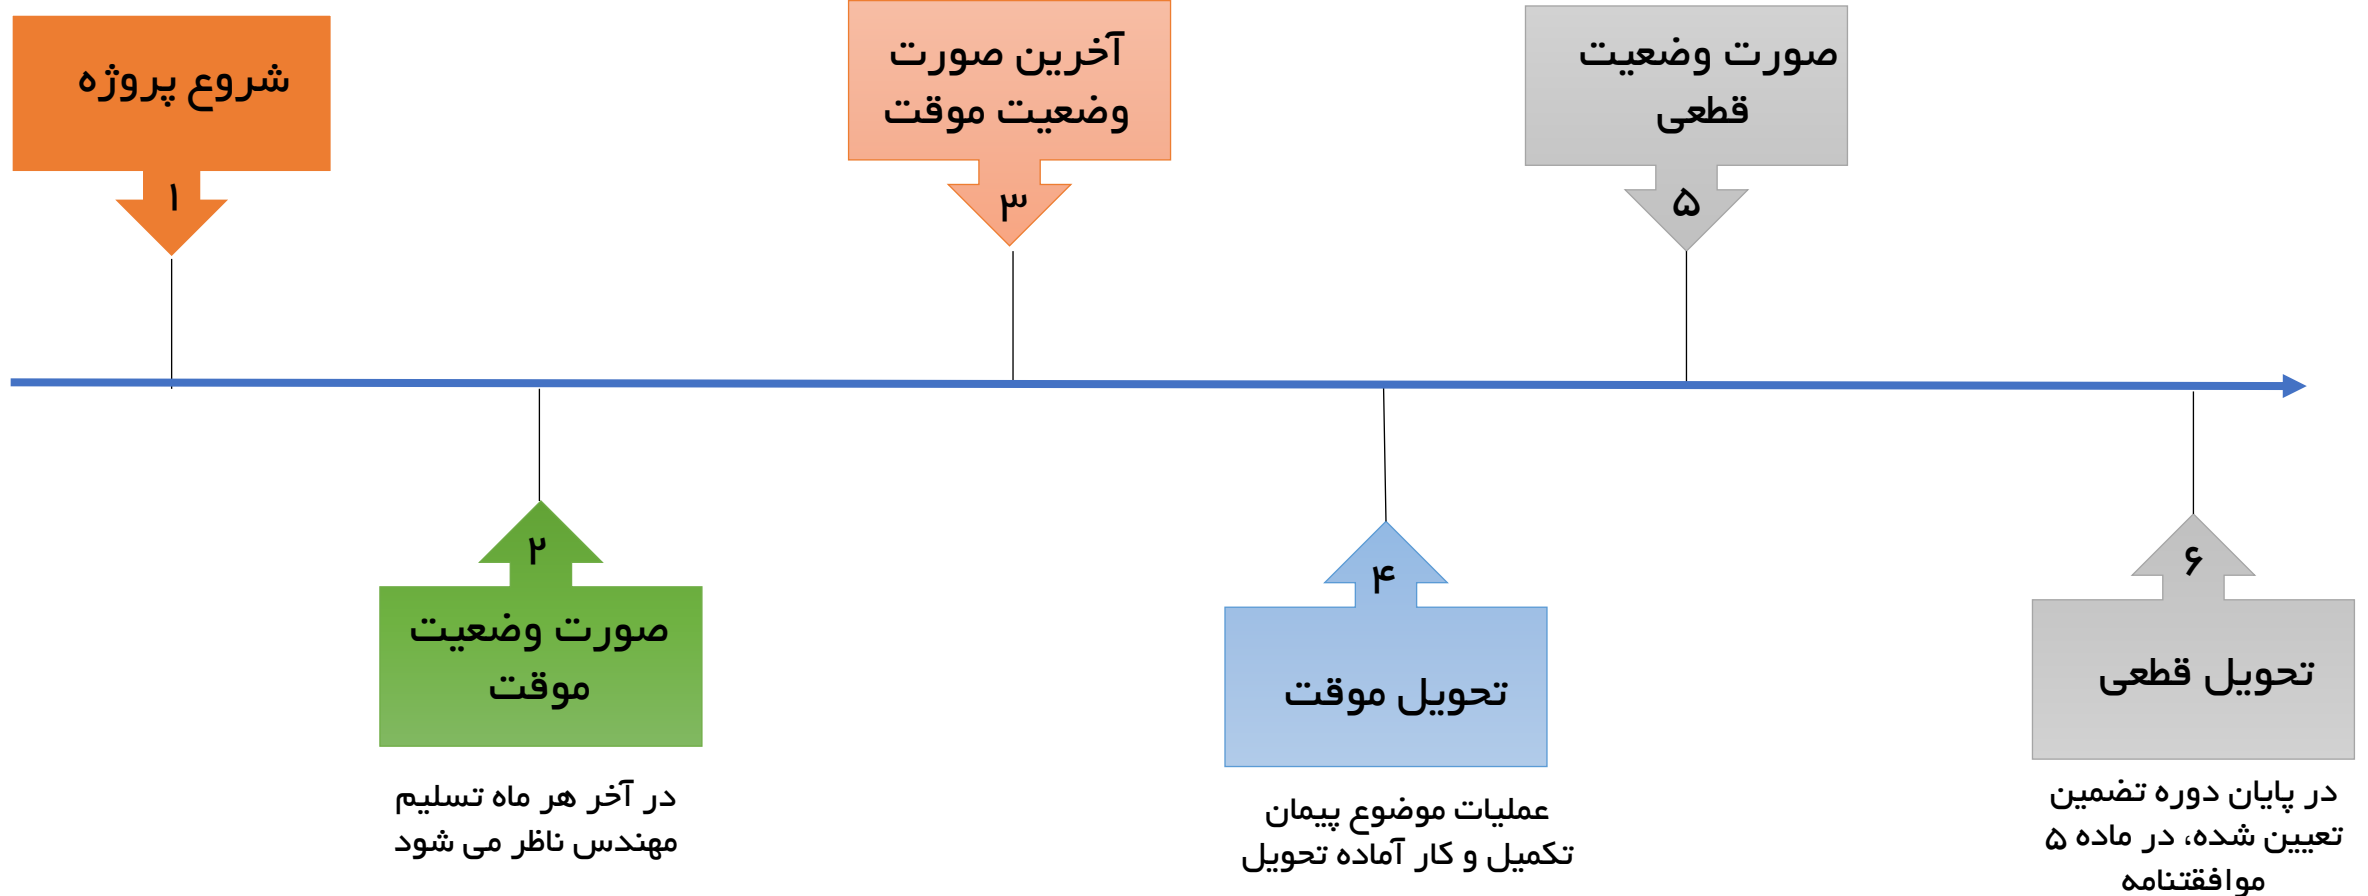 شروع پروژه
۱
صورت وضعیت
موقت
۲
در آخر هر ماه تسلیم
مهندس ناظر می شود
آخرین صورت
وضعیت موقت
۳
تحویل موقت
۴
عملیات موضوع پیمان
تکمیل و کار آماده تحویل
صورت وضعیت
قطعی
۵
تحویل قطعی
۶
در پایان دوره تضمین
تعیین شده، در ماده ۵
موافقتنامه